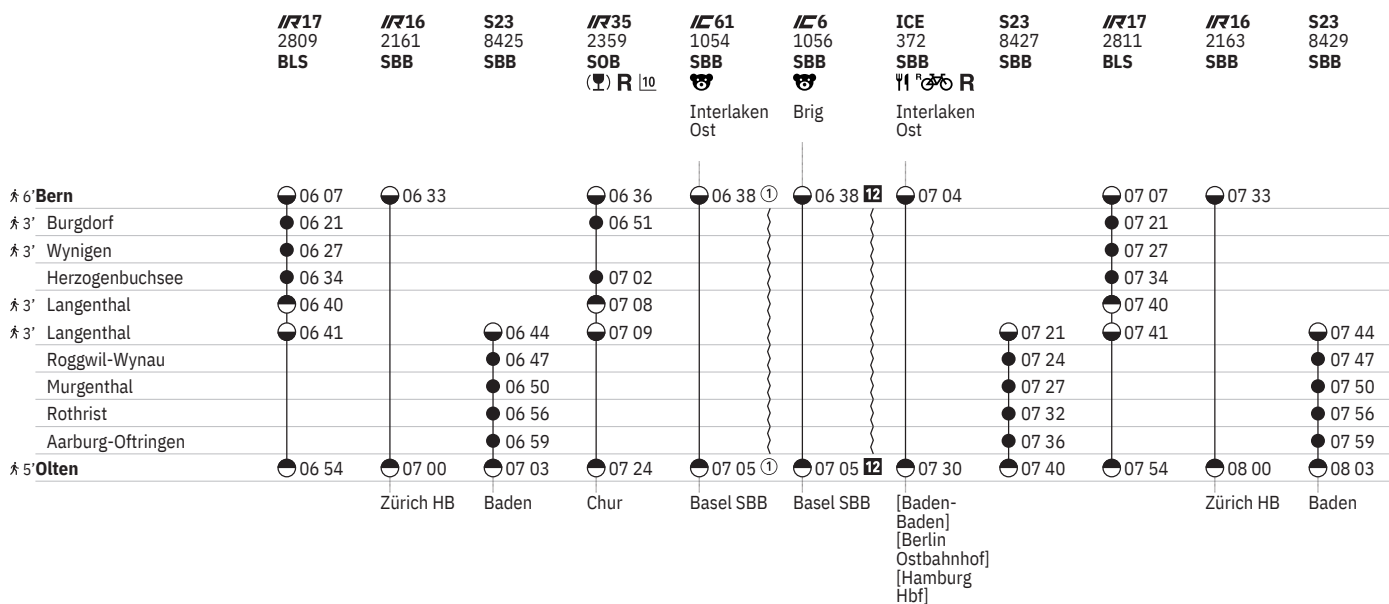 IR17 IR16 S23 IR35 IC61 IC6 ICE S23 IR17 IR16 S23
2809 2161 8425 2359 1054 1056 372 8427 2811 2163 8429
BLS SBB SBB SOB SBB SBB SBB SBB BLS SBB SBB
R 10 R R
Interlaken Brig Interlaken
Ost Ost
6' Bern 06 07 06 33 06 36 06 38 ① 06 38 12 07 04 07 07 07 33
3' Burgdorf 06 21 06 51 07 21
3' Wynigen 06 27 07 27
Herzogenbuchsee 06 34 07 02 07 34
3' Langenthal 06 40 07 08 07 40
3' Langenthal 06 41 06 44 07 09 07 21 07 41 07 44
Roggwil-Wynau 06 47 07 24 07 47
Murgenthal 06 50 07 27 07 50
Rothrist 06 56 07 32 07 56
Aarburg-Oftringen 06 59 07 36 07 59
5' Olten 06 54 07 00 07 03 07 24 07 05 ① 07 05 12 07 30 07 40 07 54 08 00 08 03
Zürich HB Baden Chur Basel SBB Basel SBB [Baden- Zürich HB Baden
Baden]
[Berlin
Ostbahnhof]
[Hamburg
Hbf]